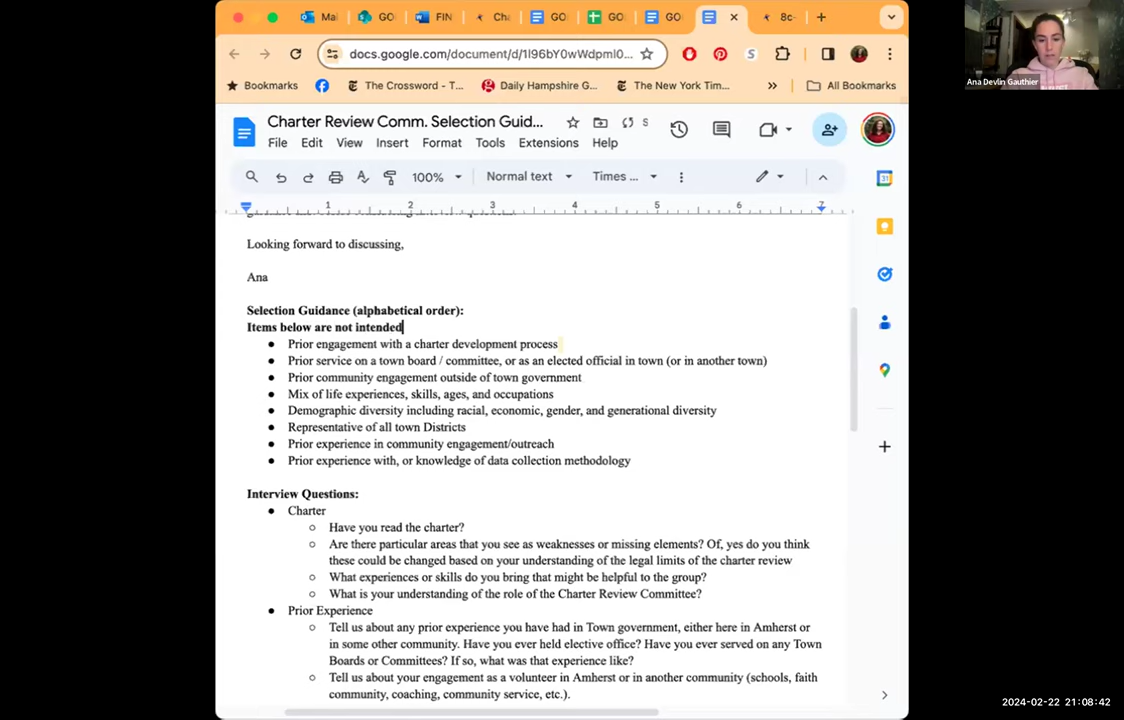 Mai
GO
FIN
Cha
GO
GO
GO
8c
docs.google.com/document/d/1I96bY0wWdpml0...
Bookmarks
The Crossword - T...
Daily Hampshire G...
The New York Tim...
All Bookmarks
Ana Devlin Gauthier
Charter Review Comm. Selection Guid...
S
File Edit View Insert Format Tools Extensions Help
100% Normal text Times ...
1 2 3 4 5 6 7
Looking forward to discussing,
Ana
Selection Guidance (alphabetical order):
Items below are not intended
● Prior engagement with a charter development process
● Prior service on a town board / committee, or as an elected official in town (or in another town)
● Prior community engagement outside of town government
● Mix of life experiences, skills, ages, and occupations
● Demographic diversity including racial, economic, gender, and generational diversity
● Representative of all town Districts
● Prior experience in community engagement/outreach
● Prior experience with, or knowledge of data collection methodology
Interview Questions:
● Charter
○ Have you read the charter?
○ Are there particular areas that you see as weaknesses or missing elements? Of, yes do you think
these could be changed based on your understanding of the legal limits of the charter review
○ What experiences or skills do you bring that might be helpful to the group?
○ What is your understanding of the role of the Charter Review Committee?
● Prior Experience
○ Tell us about any prior experience you have had in Town government, either here in Amherst or
in some other community. Have you ever held elective office? Have you ever served on any Town
Boards or Committees? If so, what was that experience like?
○ Tell us about your engagement as a volunteer in Amherst or in another community (schools, faith
community, coaching, community service, etc.).
2024-02-22 21:08:42